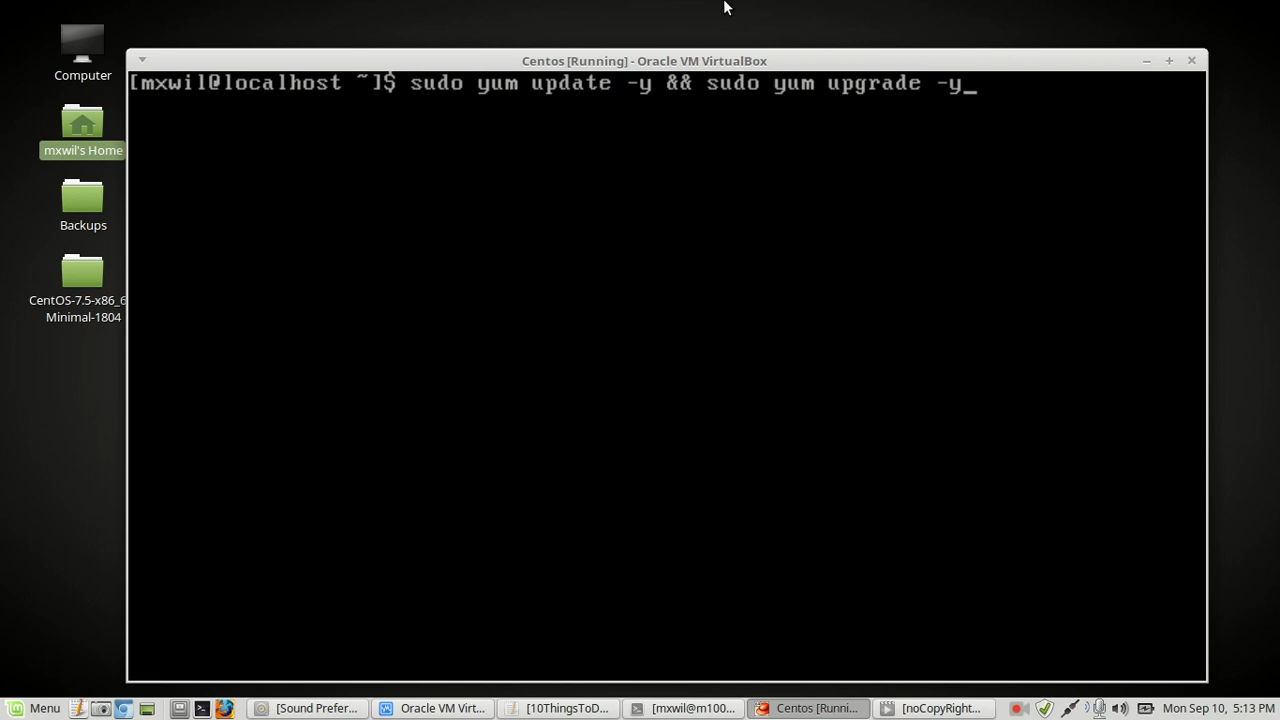 Computer
mxwil's Home
Backups
CentOS-7.5-x86_6
Minimal-1804
Centos [Running] - Oracle VM VirtualBox
[mxwil@localhost ~]$ sudo yum update -y && sudo yum upgrade -y_
Menu
[Sound Prefer...
Oracle VM Virt...
[10ThingsToD...
[mxwil@m100...
Centos [Runni...
[noCopyRight...
Mon Sep 10, 5:13 PM